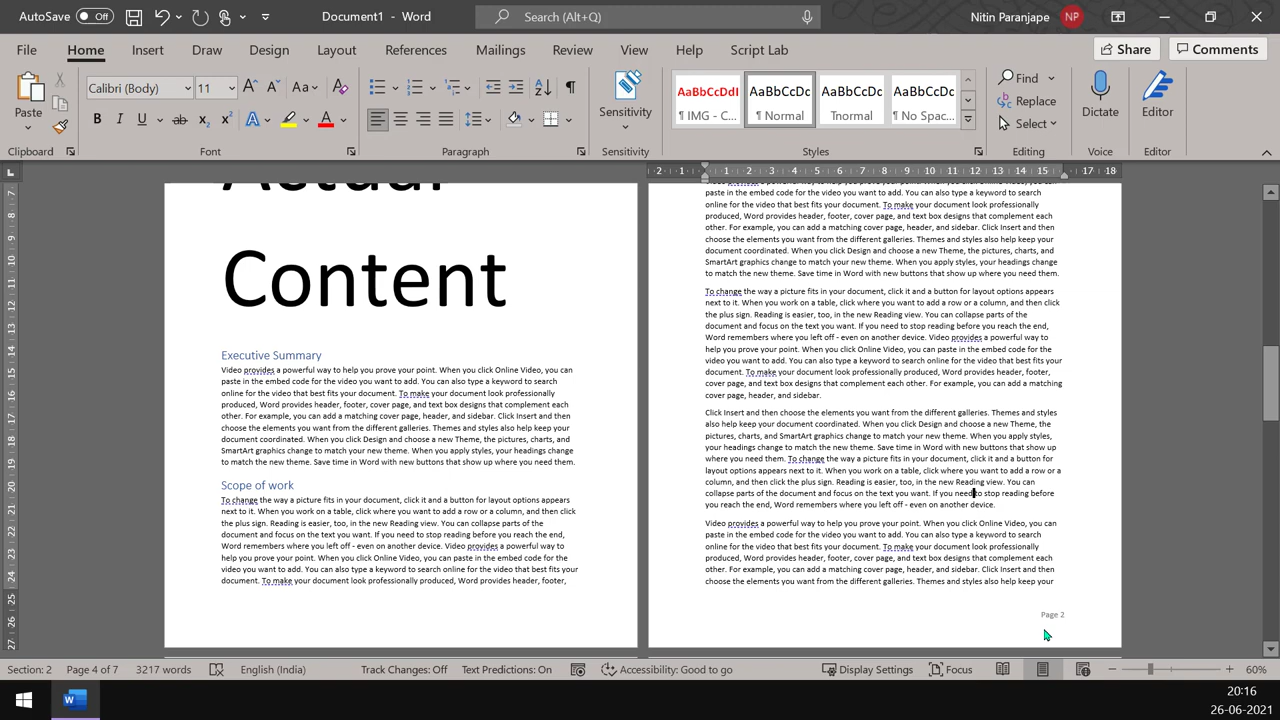 AutoSave Off Document1 - Word Search (Alt+Q) Nitin Paranjape NP
File Home Insert Draw Design Layout References Mailings Review View Help Script Lab Share Comments
Calibri (Body) 11 A A Aa A
Paste B I U ab x₂ x² A A
Sensitivity
AaBbCcDdI AaBbCcDc AaBbCcDc AaBbCcDc
¶ IMG - C... ¶ Normal Tnormal ¶ No Spac...
Find
Replace
Select
Dictate Editor
Clipboard Font Paragraph Sensitivity Styles Editing Voice Editor
2 1 1 2 3 4 5 6 7 8 9 10 11 12 13 14 15 17 18
Actual
Content
Executive Summary
Video provides a powerful way to help you prove your point. When you click Online Video, you can
paste in the embed code for the video you want to add. You can also type a keyword to search
online for the video that best fits your document. To make your document look professionally
produced, Word provides header, footer, cover page, and text box designs that complement each
other. For example, you can add a matching cover page, header, and sidebar. Click Insert and then
choose the elements you want from the different galleries. Themes and styles also help keep your
document coordinated. When you click Design and choose a new Theme, the pictures, charts, and
SmartArt graphics change to match your new theme. When you apply styles, your headings change
to match the new theme. Save time in Word with new buttons that show up where you need them.
Scope of work
To change the way a picture fits in your document, click it and a button for layout options appears
next to it. When you work on a table, click where you want to add a row or a column, and then click
the plus sign. Reading is easier, too, in the new Reading view. You can collapse parts of the
document and focus on the text you want. If you need to stop reading before you reach the end,
Word remembers where you left off - even on another device. Video provides a powerful way to
help you prove your point. When you click Online Video, you can paste in the embed code for the
video you want to add. You can also type a keyword to search online for the video that best fits your
document. To make your document look professionally produced, Word provides header, footer,
paste in the embed code for the video you want to add. You can also type a keyword to search
online for the video that best fits your document. To make your document look professionally
produced, Word provides header, footer, cover page, and text box designs that complement each
other. For example, you can add a matching cover page, header, and sidebar. Click Insert and then
choose the elements you want from the different galleries. Themes and styles also help keep your
document coordinated. When you click Design and choose a new Theme, the pictures, charts, and
SmartArt graphics change to match your new theme. When you apply styles, your headings change
to match the new theme. Save time in Word with new buttons that show up where you need them.
To change the way a picture fits in your document, click it and a button for layout options appears
next to it. When you work on a table, click where you want to add a row or a column, and then click
the plus sign. Reading is easier, too, in the new Reading view. You can collapse parts of the
document and focus on the text you want. If you need to stop reading before you reach the end,
Word remembers where you left off - even on another device. Video provides a powerful way to
help you prove your point. When you click Online Video, you can paste in the embed code for the
video you want to add. You can also type a keyword to search online for the video that best fits your
document. To make your document look professionally produced, Word provides header, footer,
cover page, and text box designs that complement each other. For example, you can add a matching
cover page, header, and sidebar.
Click Insert and then choose the elements you want from the different galleries. Themes and styles
also help keep your document coordinated. When you click Design and choose a new Theme, the
pictures, charts, and SmartArt graphics change to match your new theme. When you apply styles,
your headings change to match the new theme. Save time in Word with new buttons that show up
where you need them. To change the way a picture fits in your document, click it and a button for
layout options appears next to it. When you work on a table, click where you want to add a row or a
column, and then click the plus sign. Reading is easier, too, in the new Reading view. You can
collapse parts of the document and focus on the text you want. If you need to stop reading before
you reach the end, Word remembers where you left off - even on another device.
Video provides a powerful way to help you prove your point. When you click Online Video, you can
paste in the embed code for the video you want to add. You can also type a keyword to search
online for the video that best fits your document. To make your document look professionally
produced, Word provides header, footer, cover page, and text box designs that complement each
other. For example, you can add a matching cover page, header, and sidebar. Click Insert and then
choose the elements you want from the different galleries. Themes and styles also help keep your
Page 2
Section: 2 Page 4 of 7 3217 words English (India) Track Changes: Off Text Predictions: On Accessibility: Good to go Display Settings Focus 60%
20:16
26-06-2021